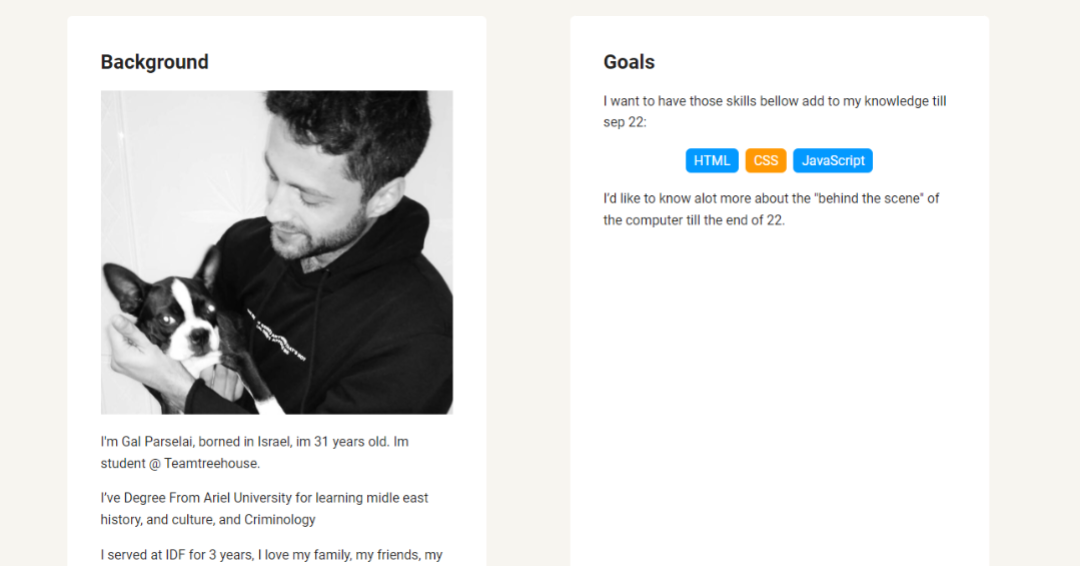 Background
I'm Gal Parselai, borned in Israel, im 31 years old. Im
student @ Teamtreehouse.
I've Degree From Ariel University for learning midle east
history, and culture, and Criminology
I served at IDF for 3 years, I love my family, my friends, my
Goals
I want to have those skills bellow add to my knowledge till
sep 22:
HTML CSS JavaScript
I'd like to know alot more about the "behind the scene" of
the computer till the end of 22.